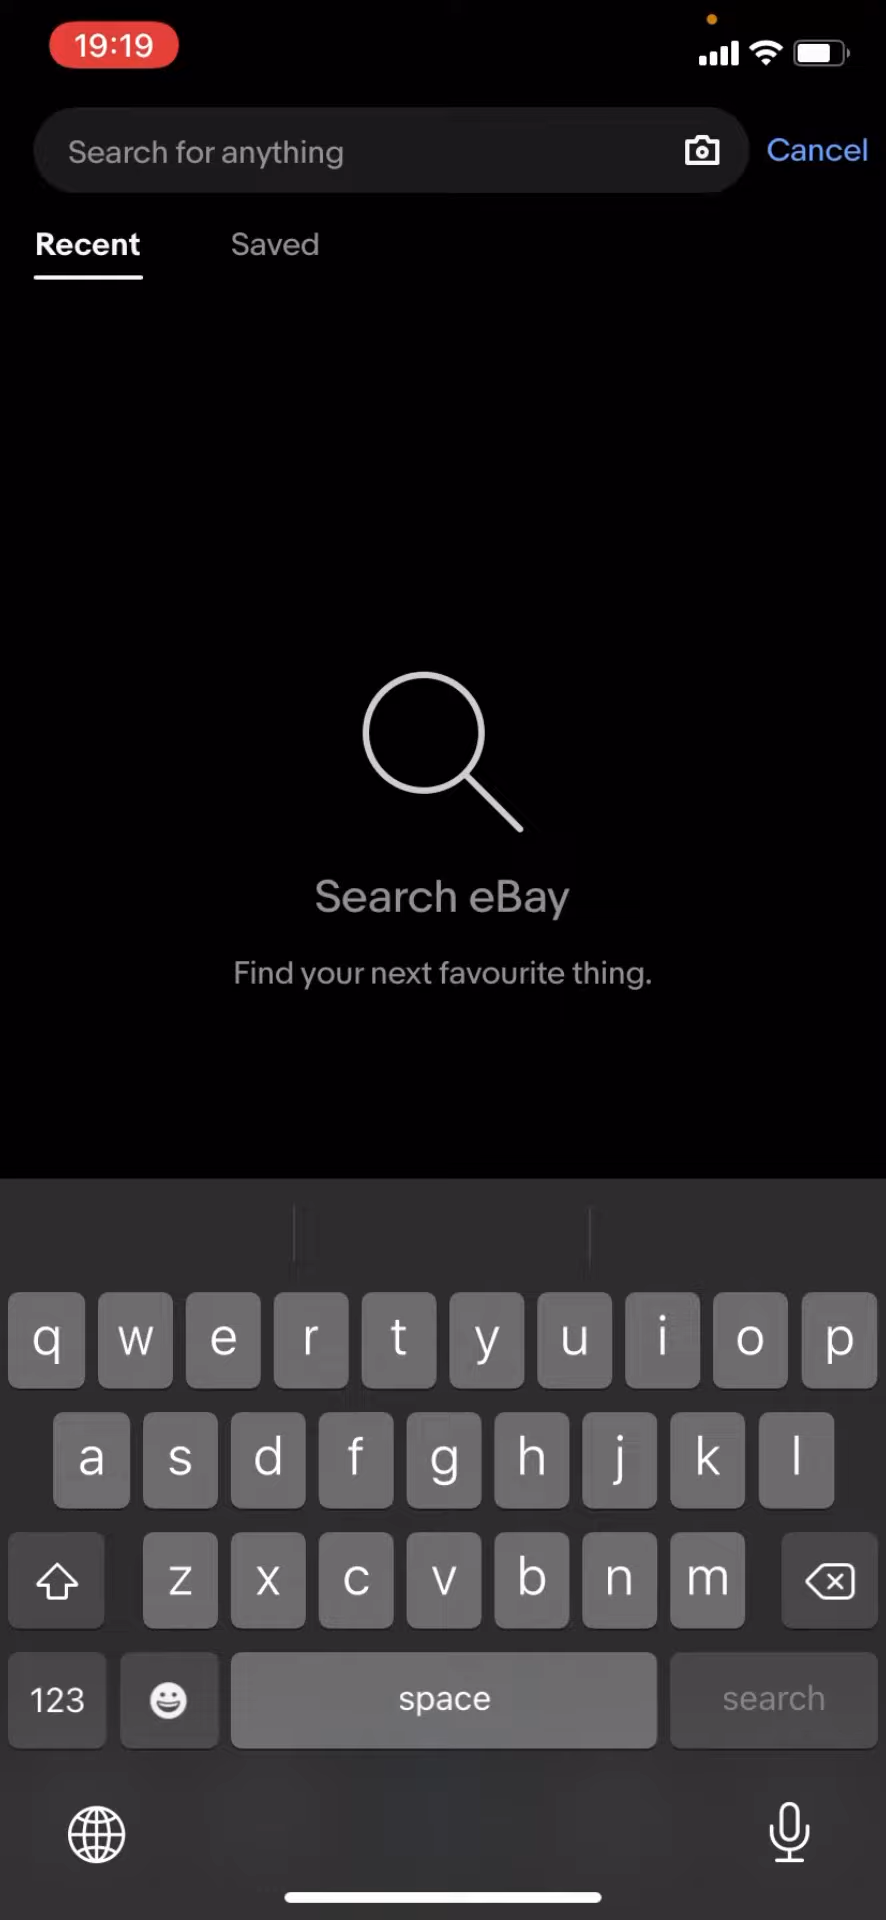 19:19
Search for anything
Cancel
Recent Saved
Search eBay
Find your next favourite thing.
q w e r t y u i o p
a s d f g h j k l
z x c v b n m
123 space search